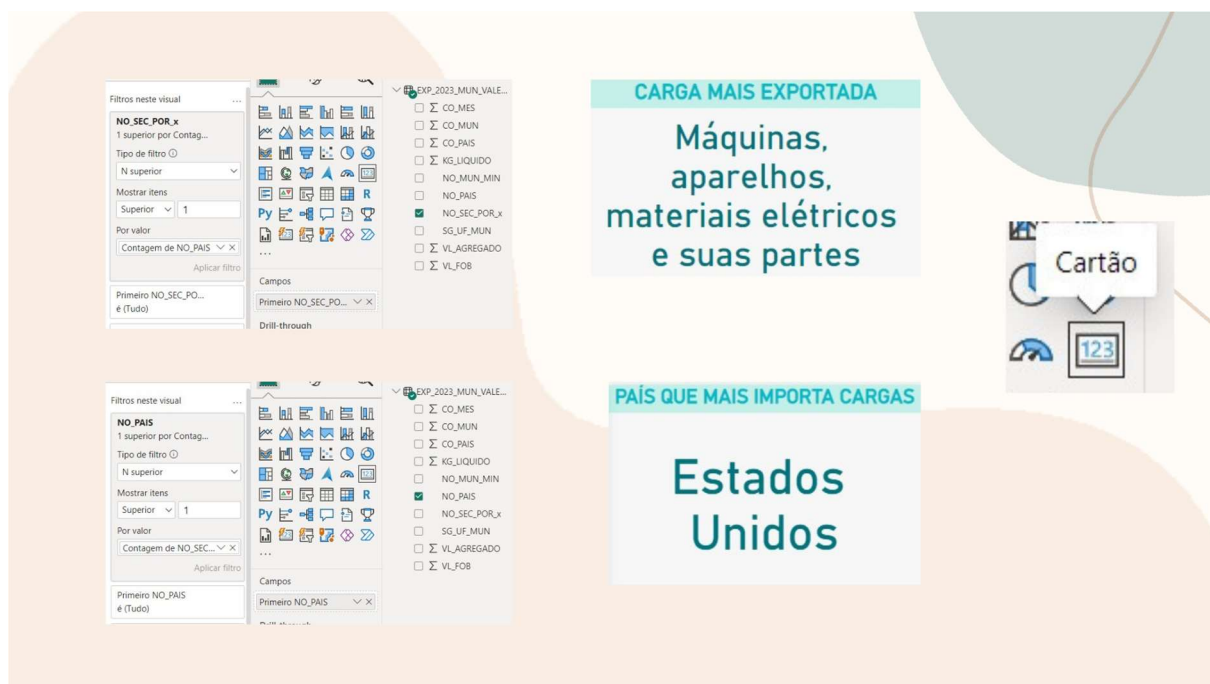 Filtros neste visual
...
NO_SEC_POR_x
1 superior por Contag...
Tipo de filtro
N superior
Mostrar itens
Superior 1
Por valor
Contagem de NO_PAIS
Aplicar filtro
Primeiro NO_SEC_PO...
é (Tudo)
123
R
Py
...
Campos
Primeiro NO_SEC_PO...
Drill-through
EXP_2023_MUN_VALE...
Σ CO_MES
Σ CO_MUN
Σ CO_PAIS
Σ KG_LIQUIDO
NO_MUN_MIN
NO_PAIS
NO_SEC_POR_x
SG_UF_MUN
Σ VL_AGREGADO
Σ VL_FOB
CARGA MAIS EXPORTADA
Máquinas,
aparelhos,
materiais elétricos
e suas partes
Cartão
123
Filtros neste visual
...
NO_PAIS
1 superior por Contag...
Tipo de filtro
N superior
Mostrar itens
Superior 1
Por valor
Contagem de NO_SEC...
Aplicar filtro
Primeiro NO_PAIS
é (Tudo)
123
R
Py
...
Campos
Primeiro NO_PAIS
EXP_2023_MUN_VALE...
Σ CO_MES
Σ CO_MUN
Σ CO_PAIS
Σ KG_LIQUIDO
NO_MUN_MIN
NO_PAIS
NO_SEC_POR_x
SG_UF_MUN
Σ VL_AGREGADO
Σ VL_FOB
PAÍS QUE MAIS IMPORTA CARGAS
Estados
Unidos